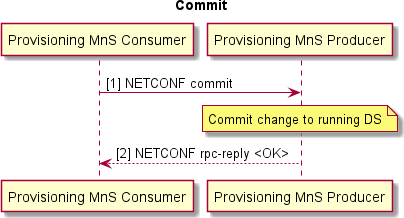 Commit
Provisioning MnS Consumer
Provisioning MnS Producer
[1] NETCONF commit
Commit change to running DS
[2] NETCONF rpc-reply <OK>
Provisioning MnS Consumer
Provisioning MnS Producer